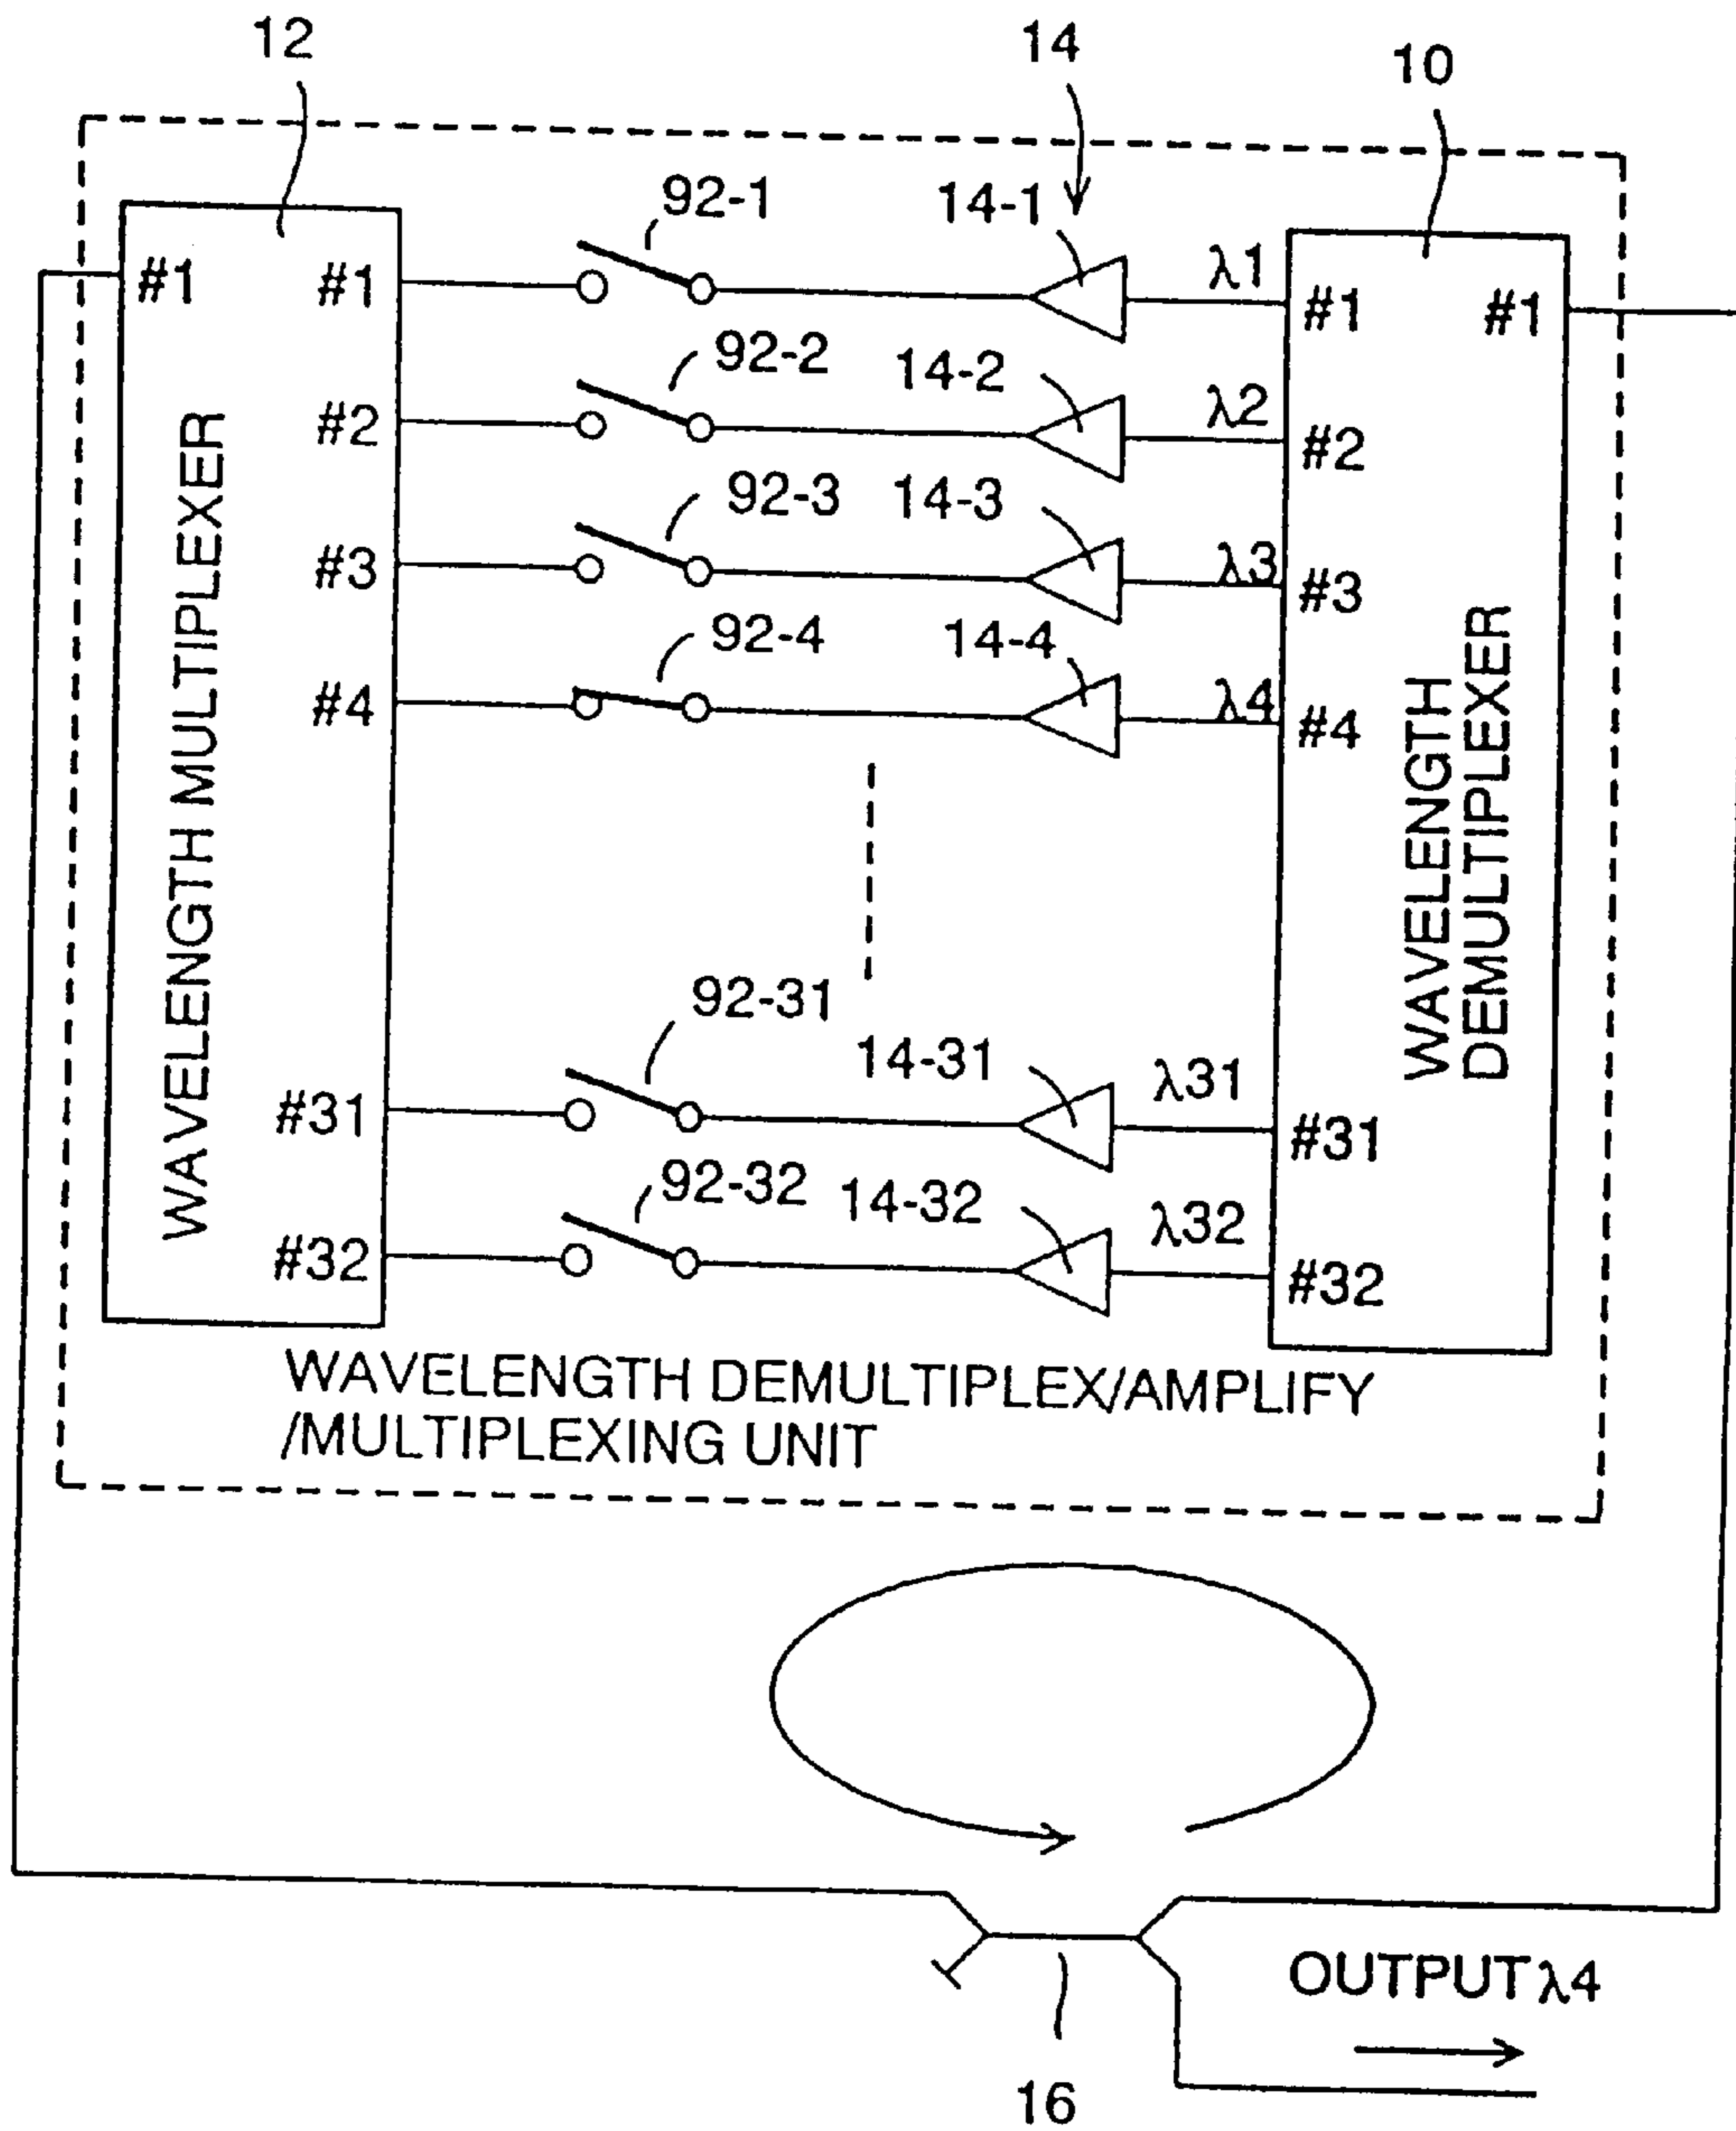 12
14
10
92-1
14-1
λ1
#1
#1
#1
#1
92-2
14-2
λ2
#2
#2
92-3
14-3
λ3
#3
#3
92-4
14-4
λ4
#4
#4
WAVELENGTH MULTIPLEXER
WAVELENGTH
DEMULTIPLEXER
92-31
14-31
λ31
#31
#31
92-32
14-32
λ32
#32
#32
WAVELENGTH DEMULTIPLEX/AMPLIFY
/MULTIPLEXING UNIT
OUTPUT λ4
16